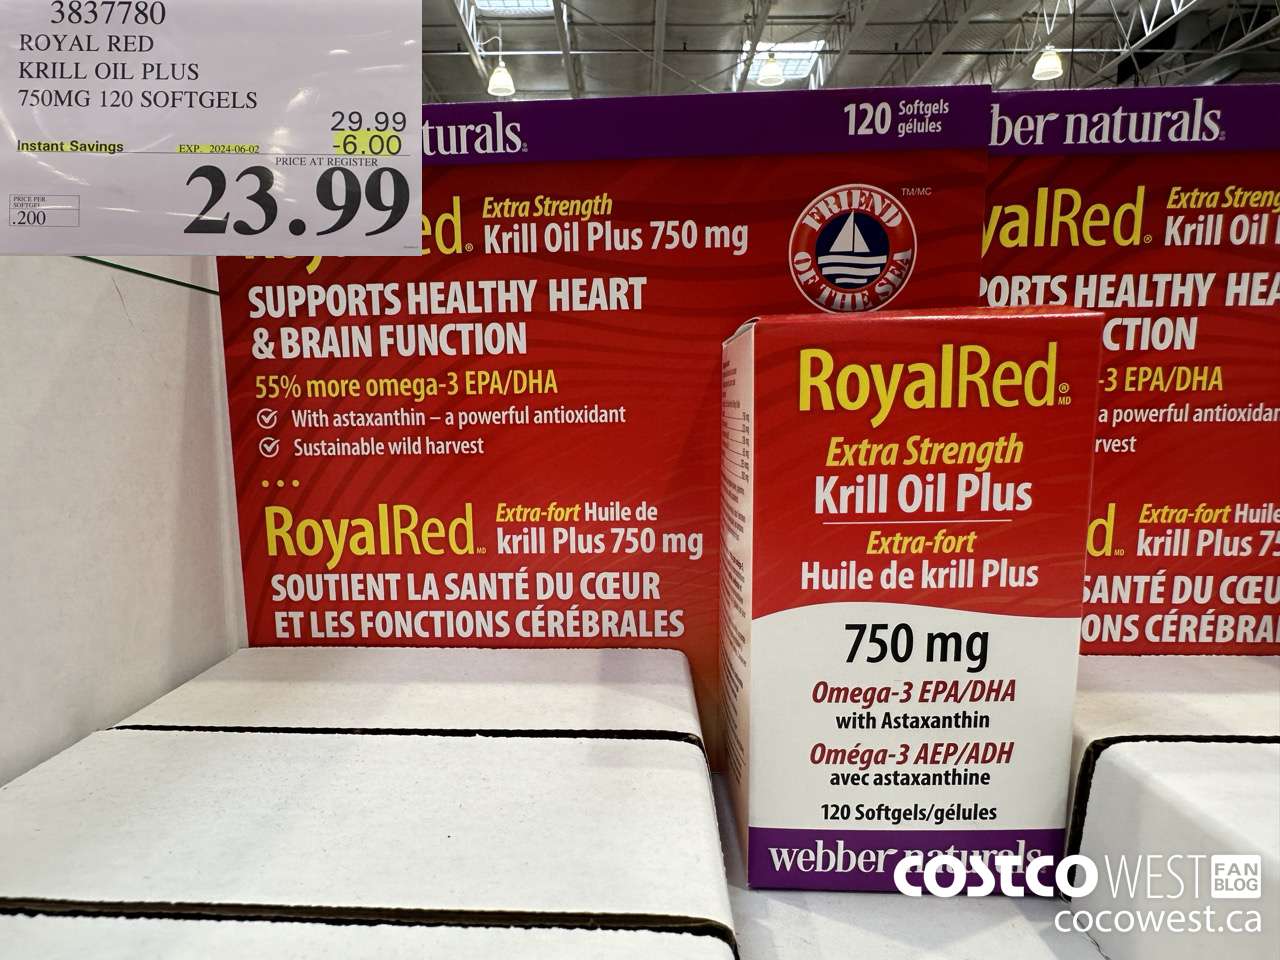 3837780
ROYAL RED
KRILL OIL PLUS
750MG 120 SOFTGELS
29.99
Instant Savings EXP. 2024-06-02 -6.00
PRICE AT REGISTER
23.99
PRICE PER
SOFTGEL
.200
turals®
120 Softgels
gélules
ed® Extra Strength
Krill Oil Plus 750 mg
FRIEND
OF THE SEA
TM/MC
SUPPORTS HEALTHY HEART
& BRAIN FUNCTION
55% more omega-3 EPA/DHA
With astaxanthin – a powerful antioxidant
Sustainable wild harvest
...
RoyalRed MD Extra-fort Huile de
krill Plus 750 mg
SOUTIENT LA SANTÉ DU CŒUR
ET LES FONCTIONS CÉRÉBRALES
ber naturals®
yalRed® Extra Streng
Krill Oil
PORTS HEALTHY HEA
CTION
-3 EPA/DHA
a powerful antioxidan
rvest
d MD Extra-fort Huile
krill Plus 75
SANTÉ DU CŒU
ONS CÉRÉBRA
RoyalRed® MD
Extra Strength
Krill Oil Plus
Extra-fort
Huile de krill Plus
750 mg
Omega-3 EPA/DHA
with Astaxanthin
Oméga-3 AEP/ADH
avec astaxanthine
120 Softgels/gélules
webber naturals
COSTCO WEST FAN BLOG
cocowest.ca